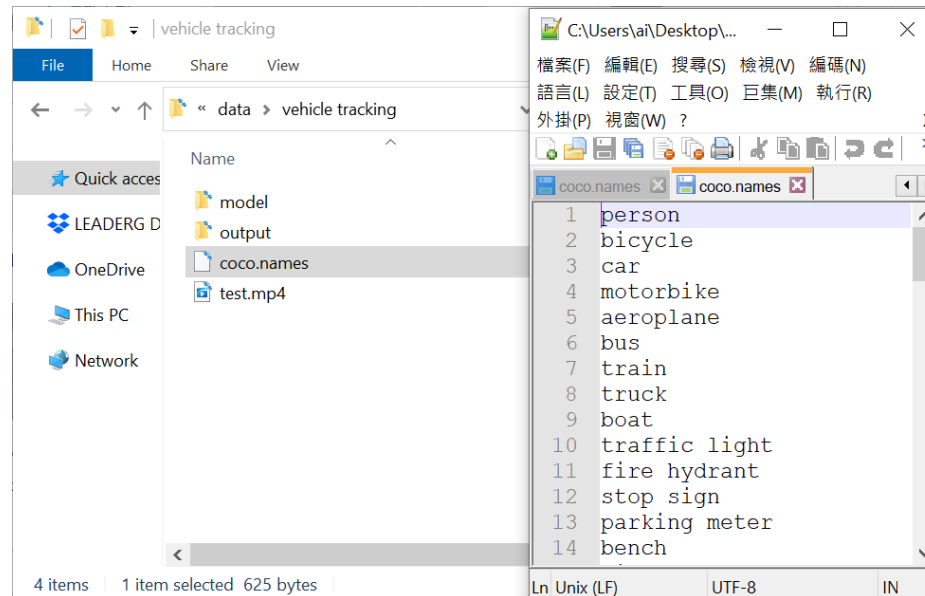 vehicle tracking
File Home Share View
« data > vehicle tracking
Name
Quick acces
LEADERG D
OneDrive
This PC
Network
model
output
coco.names
test.mp4
4 items 1 item selected 625 bytes
C:\Users\ai\Desktop\...
檔案(F) 編輯(E) 搜尋(S) 檢視(V) 編碼(N)
語言(L) 設定(T) 工具(O) 巨集(M) 執行(R)
外掛(P) 視窗(W) ?
coco.names coco.names
1 person
2 bicycle
3 car
4 motorbike
5 aeroplane
6 bus
7 train
8 truck
9 boat
10 traffic light
11 fire hydrant
12 stop sign
13 parking meter
14 bench
Ln Unix (LF) UTF-8 IN